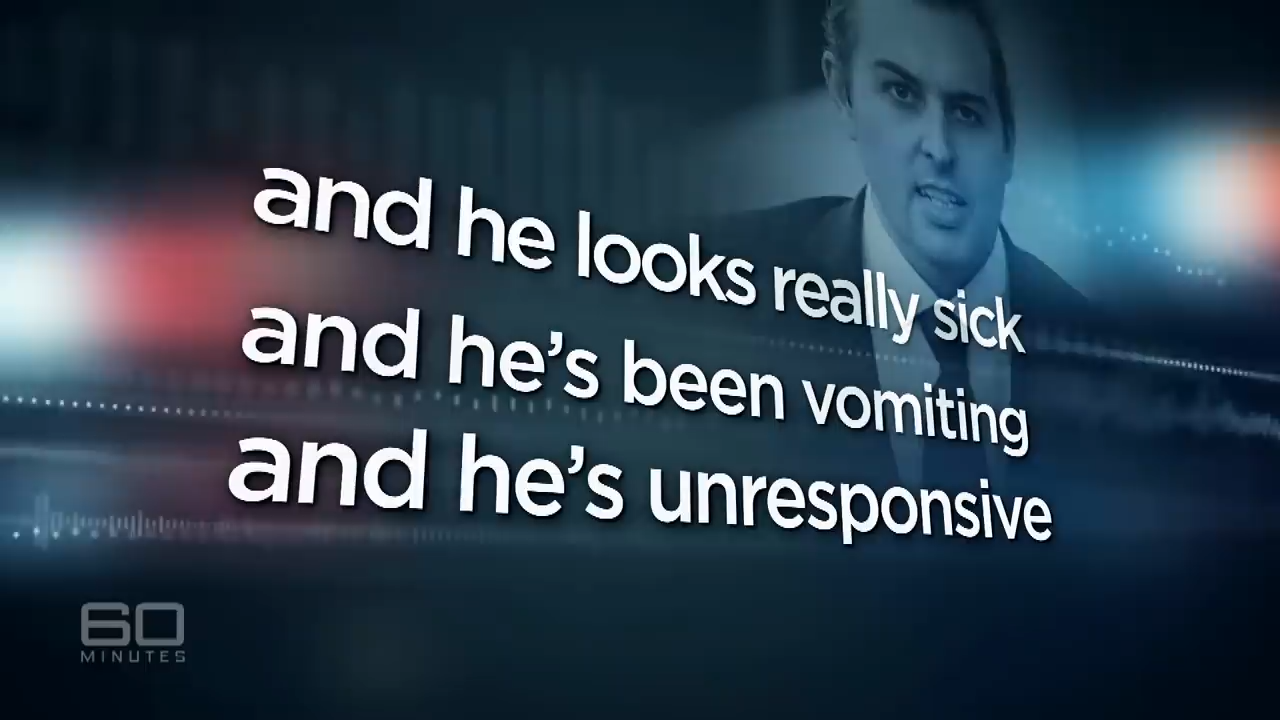 and he looks really sick
and he's been vomiting
and he's unresponsive
60
MINUTES